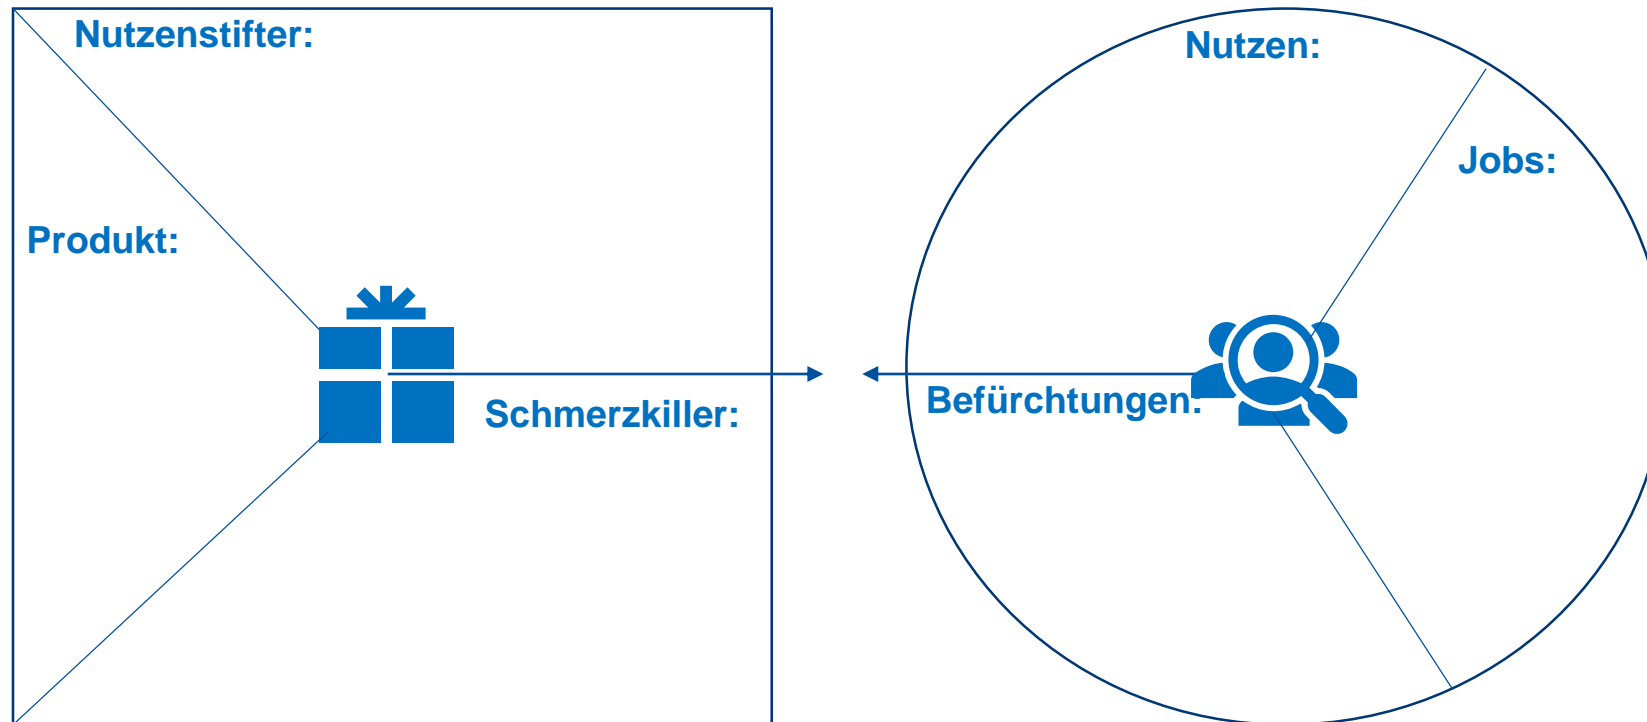 Nutzenstifter:
Produkt:
Schmerzkiller:
Nutzen:
Jobs:
Befürchtungen: